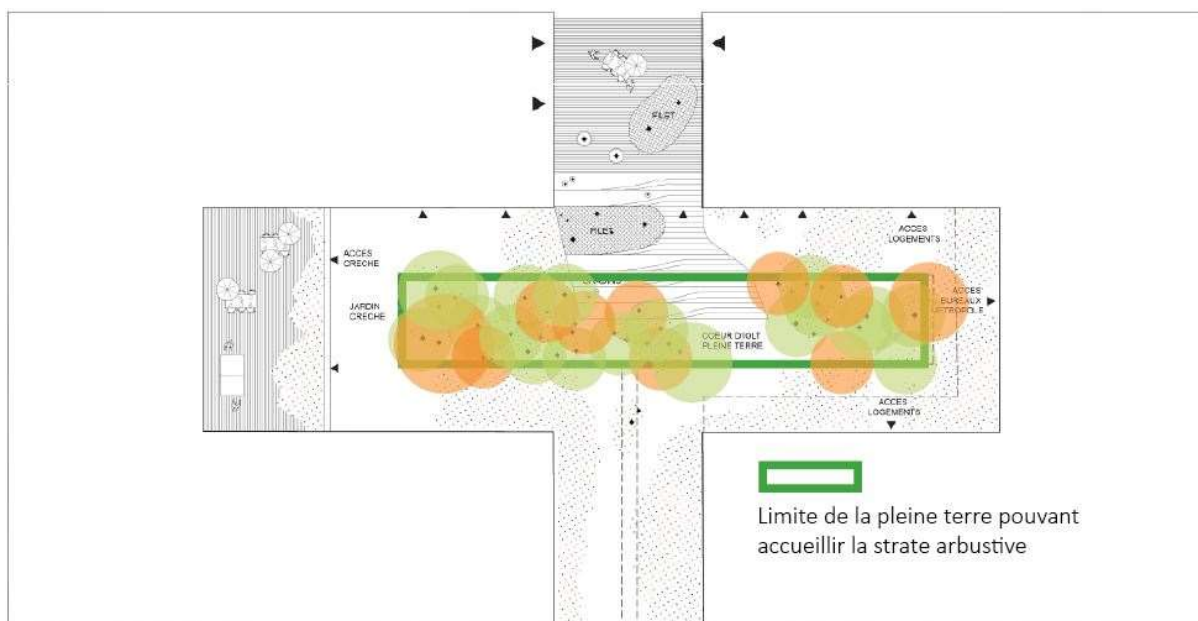 FILET
FILES
ACCES
LOGEMENTS
ACCES
CRECHE
JARDIN
CRECHE
ACCES
BUREAUX
COEUR D'ILOT
PLEINE TERRE
ACCES
LOGEMENTS
Limite de la pleine terre pouvant
accueillir la strate arbustive